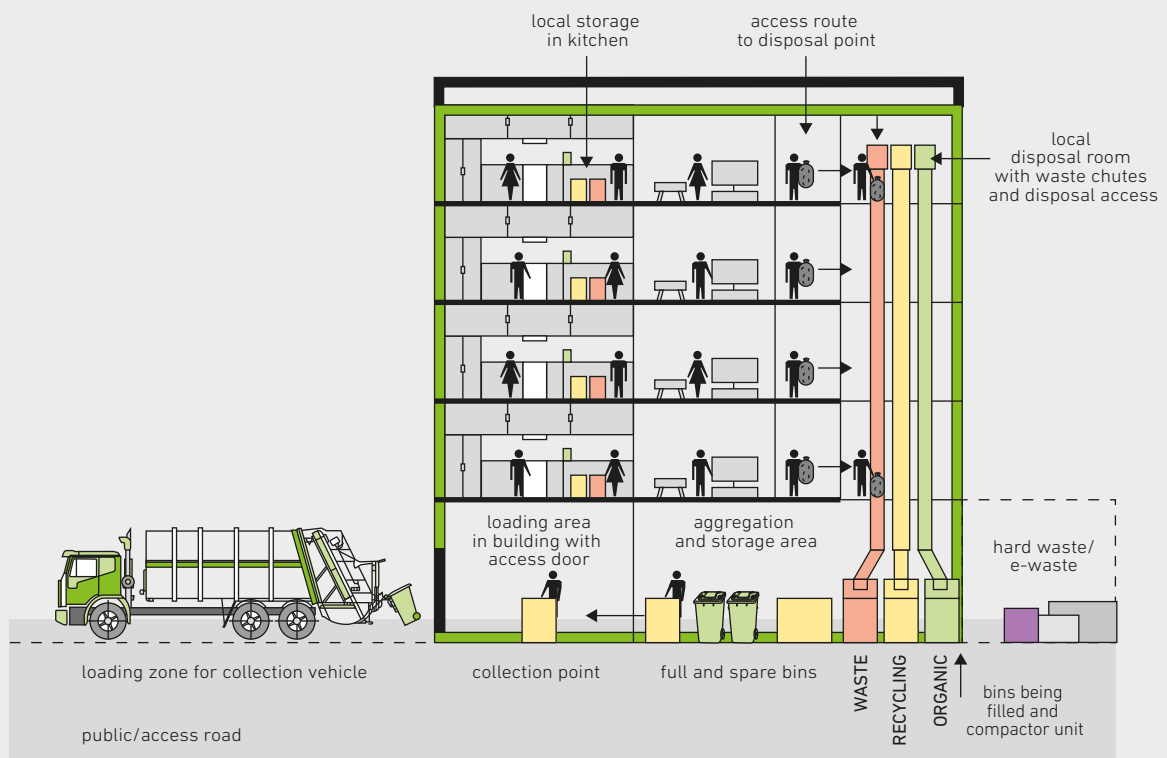 local storage
in kitchen
access route
to disposal point
local
disposal room
with waste chutes
and disposal access
loading area
in building with
access door
aggregation
and storage area
hard waste/
e-waste
loading zone for collection vehicle
collection point
full and spare bins
WASTE
RECYCLING
ORGANIC
bins being
filled and
compactor unit
public/access road